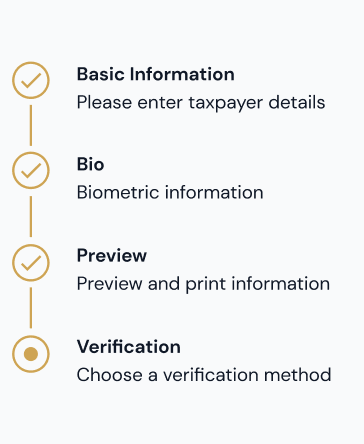 Basic Information
Please enter taxpayer details
Bio
Biometric information
Preview
Preview and print information
Verification
Choose a verification method